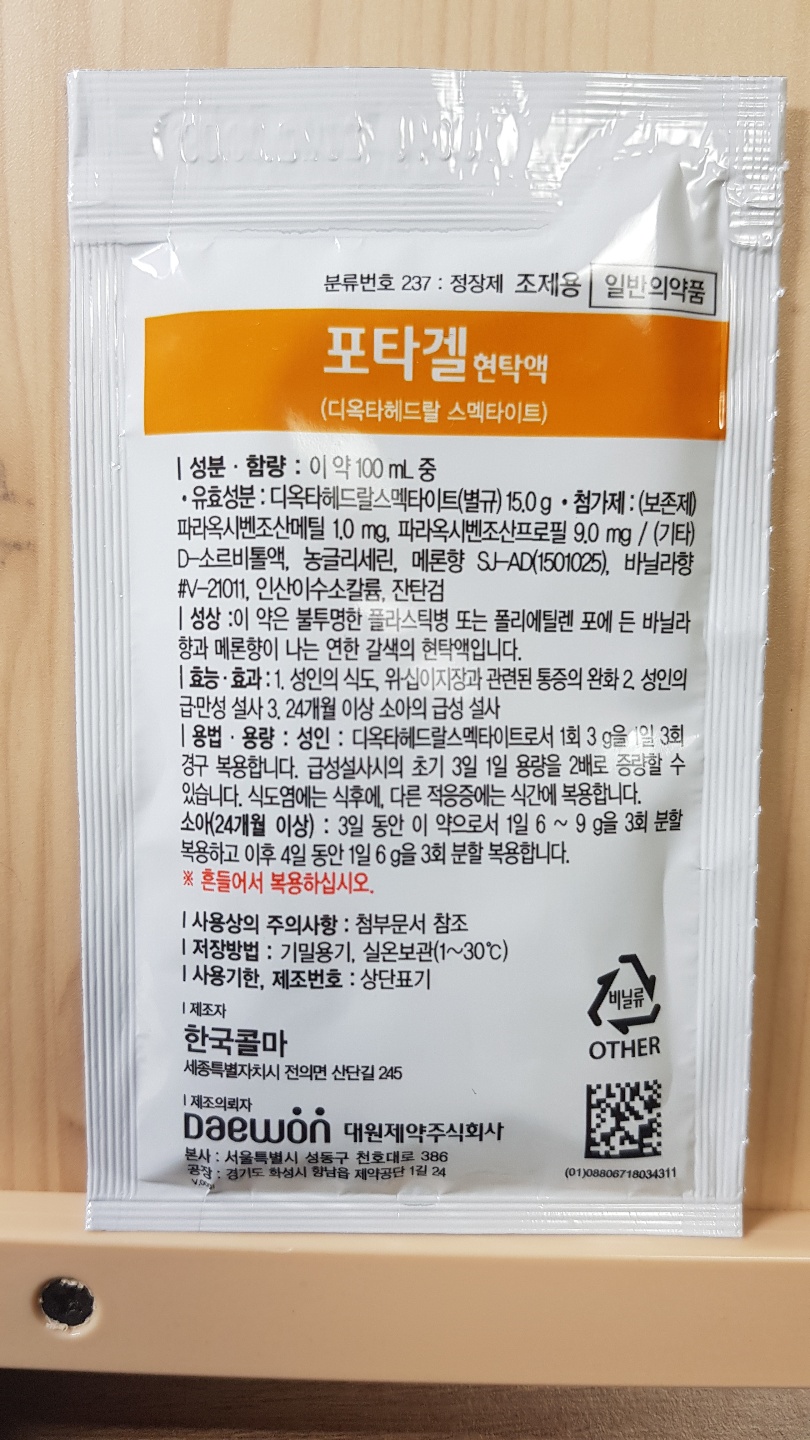 분류번호 237 : 정장제 조제용 일반의약품
포타겔 현탁액
(디옥타헤드랄 스멕타이트)
| 성분 · 함량 : 이 약 100 mL 중
• 유효성분 : 디옥타헤드랄스멕타이트(별규) 15.0 g • 첨가제 : (보존제)
파라옥시벤조산메틸 1.0 mg, 파라옥시벤조산프로필 9.0 mg / (기타)
D-소르비톨액, 농글리세린, 메론향 SJ-AD(1501025), 바닐라향
#V-21011, 인산이수소칼륨, 잔탄검
| 성상 :이 약은 불투명한 플라스틱병 또는 폴리에틸렌 포에 든 바닐라
향과 메론향이 나는 연한 갈색의 현탁액입니다.
| 효능 · 효과 : 1. 성인의 식도, 위·십이지장과 관련된 통증의 완화 2. 성인의
급·만성 설사 3. 24개월 이상 소아의 급성 설사
| 용법 · 용량 : 성인 : 디옥타헤드랄스멕타이트로서 1회 3 g을 1일 3회
경구 복용합니다. 급성설사시의 초기 3일 1일 용량을 2배로 증량할 수
있습니다. 식도염에는 식후에, 다른 적응증에는 식간에 복용합니다.
소아(24개월 이상) : 3일 동안 이 약으로서 1일 6 ~ 9 g을 3회 분할
복용하고 이후 4일 동안 1일 6 g을 3회 분할 복용합니다.
※ 흔들어서 복용하십시오.
| 사용상의 주의사항 : 첨부문서 참조
| 저장방법 : 기밀용기, 실온보관(1~30℃)
| 사용기한, 제조번호 : 상단표기
비닐류
OTHER
| 제조자
한국콜마
세종특별자치시 전의면 산단길 245
| 제조의뢰자
Daewon 대원제약주식회사
본사 : 서울특별시 성동구 천호대로 386
공장 : 경기도 화성시 향남읍 제약공단 1길 24
(01)08806718034311